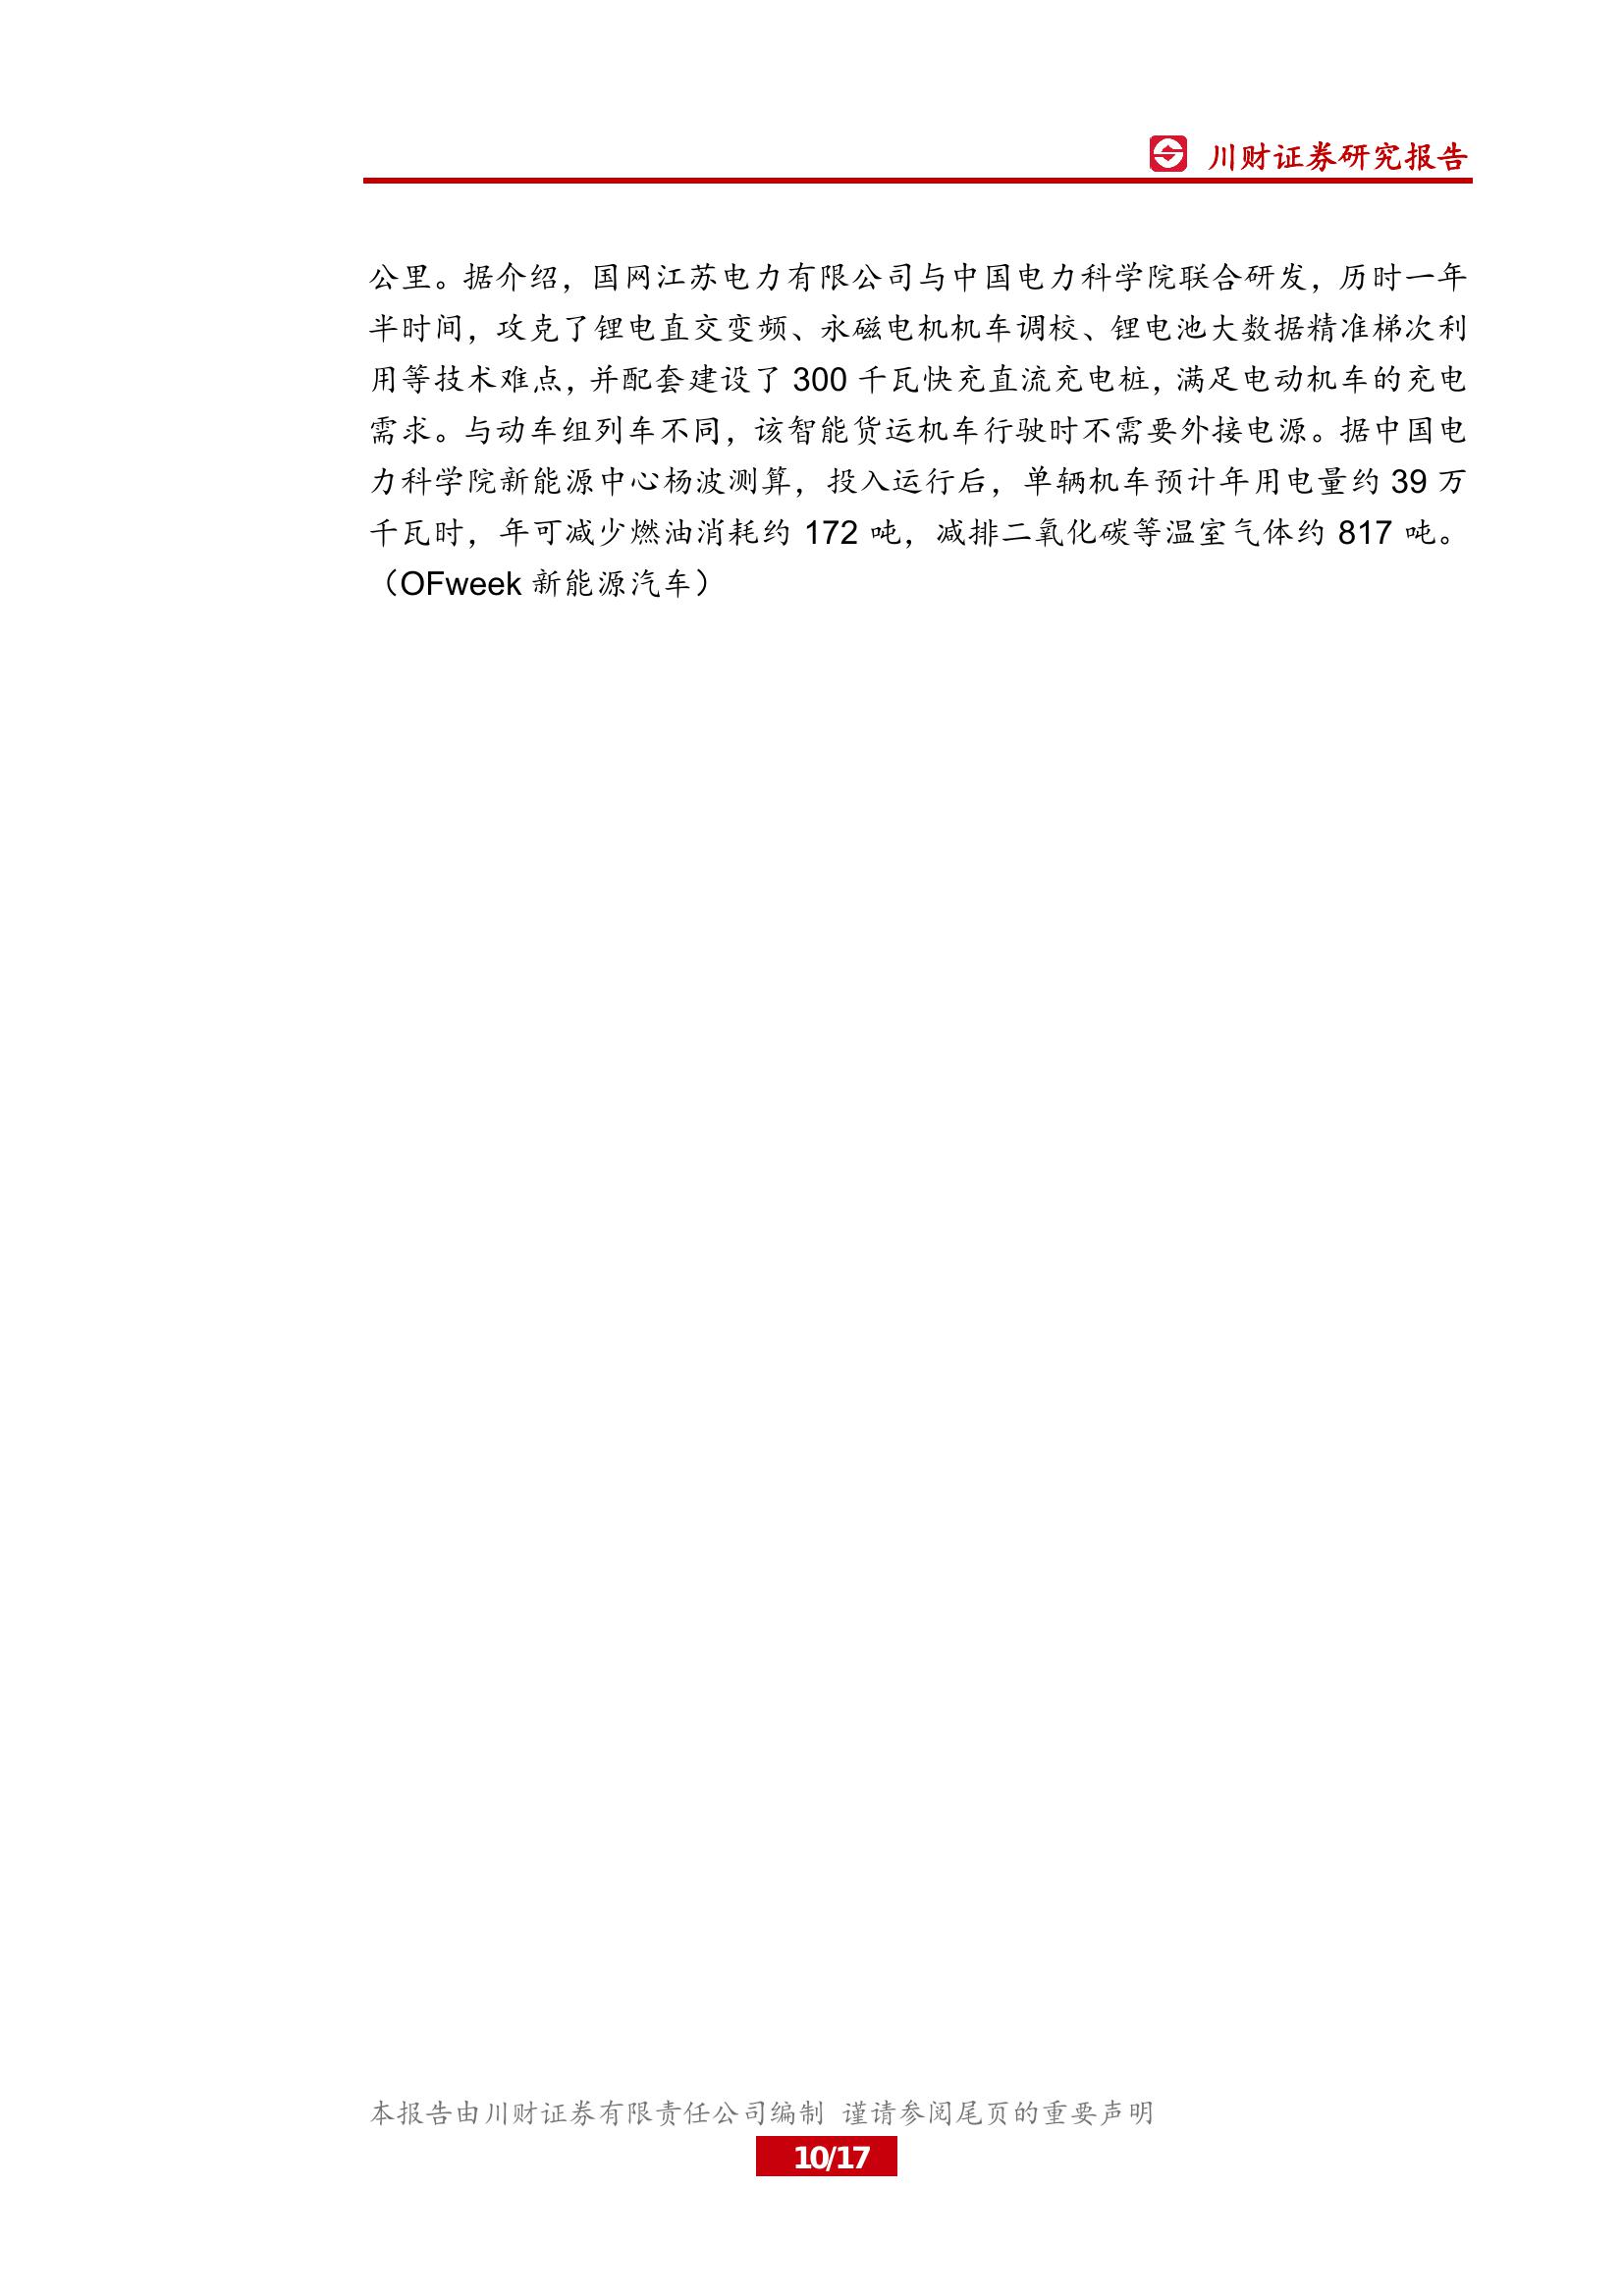 川财证券研究报告
公里。据介绍，国网江苏电力有限公司与中国电力科学院联合研发，历时一年
半时间，攻克了锂电直交变频、永磁电机机车调校、锂电池大数据精准梯次利
用等技术难点，并配套建设了 300 千瓦快充直流充电桩，满足电动机车的充电
需求。与动车组列车不同，该智能货运机车行驶时不需要外接电源。据中国电
力科学院新能源中心杨波测算，投入运行后，单辆机车预计年用电量约 39 万
千瓦时，年可减少燃油消耗约 172 吨，减排二氧化碳等温室气体约 817 吨。
（OFweek 新能源汽车）
本报告由川财证券有限责任公司编制 谨请参阅尾页的重要声明
10/17